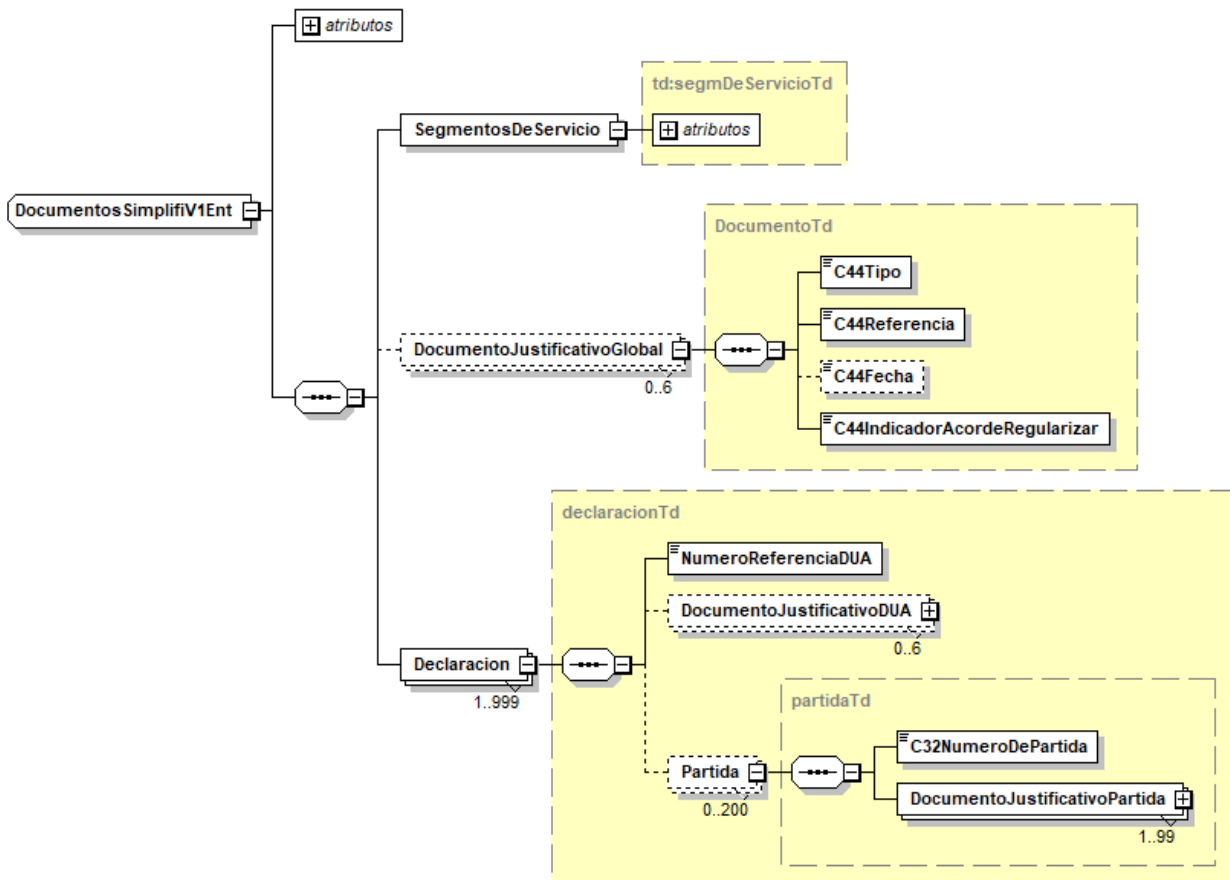 atributos
td:segmDeServicioTd
SegmentosDeServicio
atributos
DocumentosSimplifiV1Ent
DocumentoTd
C44Tipo
C44Referencia
DocumentoJustificativoGlobal
0..6
C44Fecha
C44IndicadorAcordeRegularizar
declaracionTd
NumeroReferenciaDUA
DocumentoJustificativoDUA
0..6
Declaracion
1..999
partidaTd
C32NumeroDePartida
Partida
0..200
DocumentoJustificativoPartida
1..99